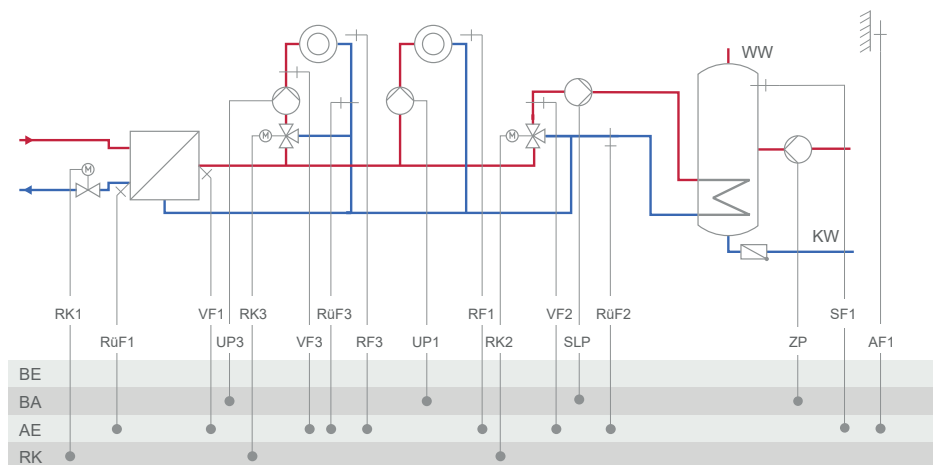 WW
M
M
M
KW
RK1 VF1 RK3 RüF3 RF1 VF2 RüF2 SF1
RüF1 UP3 VF3 RF3 UP1 RK2 SLP ZP AF1
BE
BA
AE
RK